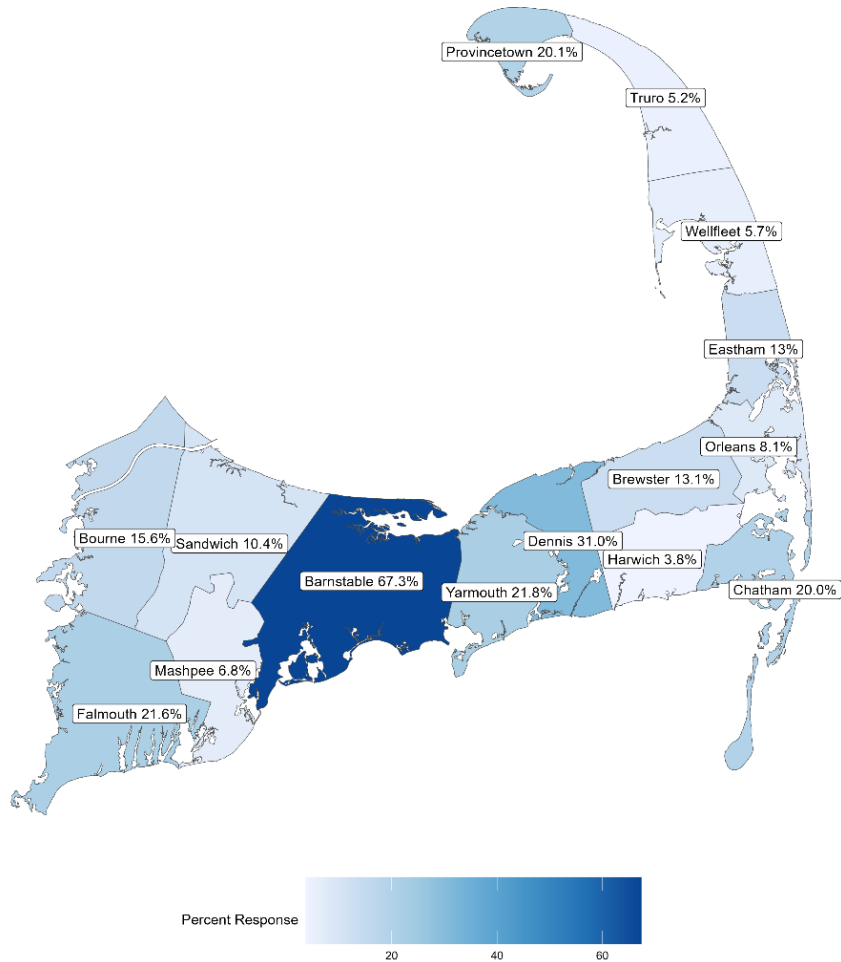 Provincetown 20.1%
Truro 5.2%
Wellfleet 5.7%
Eastham 13%
Orleans 8.1%
Brewster 13.1%
Bourne 15.6%
Sandwich 10.4%
Dennis 31.0%
Harwich 3.8%
Barnstable 67.3%
Yarmouth 21.8%
Chatham 20.0%
Mashpee 6.8%
Falmouth 21.6%
Percent Response
20
40
60